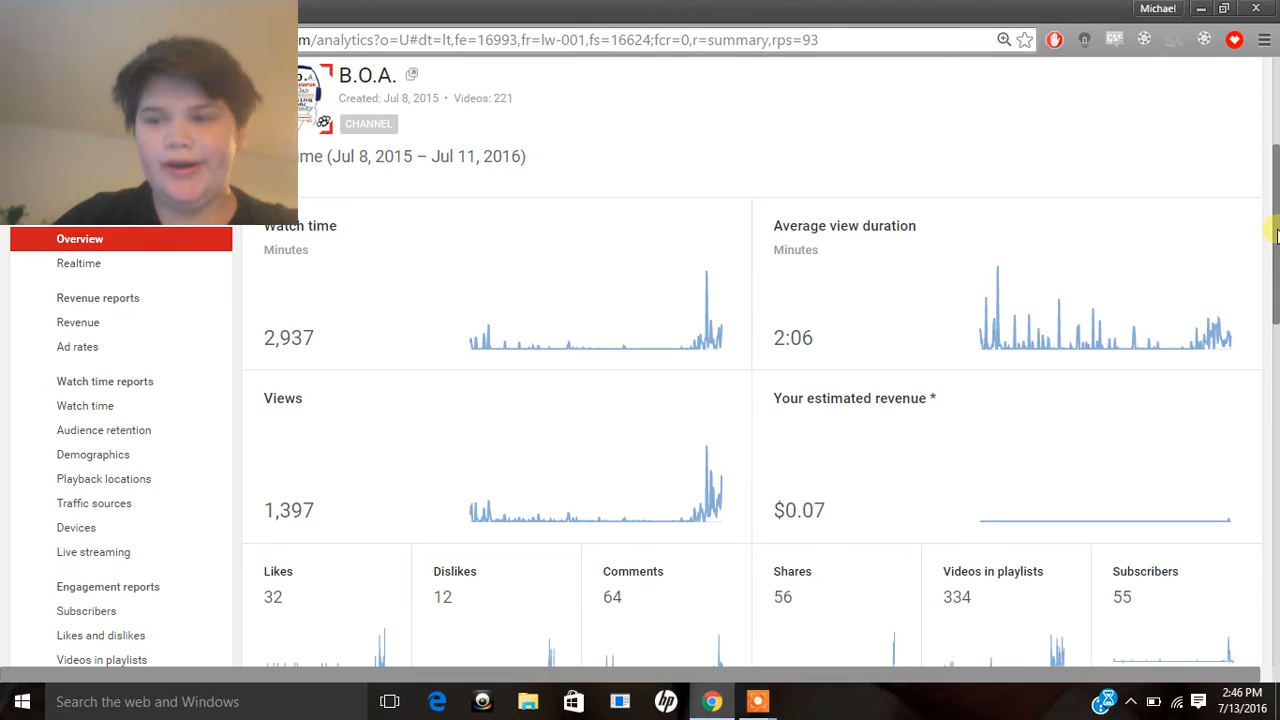 Michael
om/analytics?o=U#dt=lt,fe=16993,fr=lw-001,fs=16624;fcr=0,r=summary,rps=93
B.O.A.
Created: Jul 8, 2015 • Videos: 221
CHANNEL
ime (Jul 8, 2015 – Jul 11, 2016)
Overview
Realtime
Revenue reports
Revenue
Ad rates
Watch time reports
Watch time
Audience retention
Demographics
Playback locations
Traffic sources
Devices
Live streaming
Engagement reports
Subscribers
Likes and dislikes
Videos in playlists
Watch time
Minutes
2,937
Average view duration
Minutes
2:06
Views
1,397
Your estimated revenue *
$0.07
Likes
32
Dislikes
12
Comments
64
Shares
56
Videos in playlists
334
Subscribers
55
Search the web and Windows
2:46 PM
7/13/2016